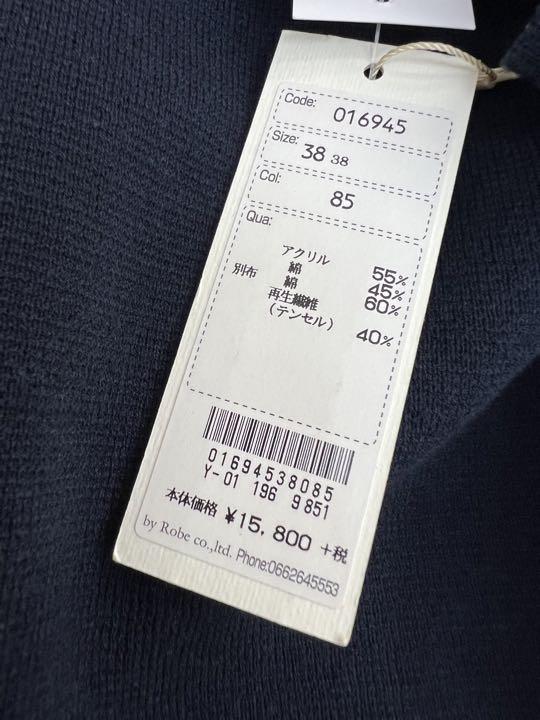 Code: 016945
Size: 38 38
Col: 85
Qua:
アクリル 55%
綿 45%
別布 綿 60%
再生繊維
(テンセル) 40%
01694538085
Y-01 196 9851
本体価格 ¥15,800 +税
by Robe co.,ltd. Phone:0662645553